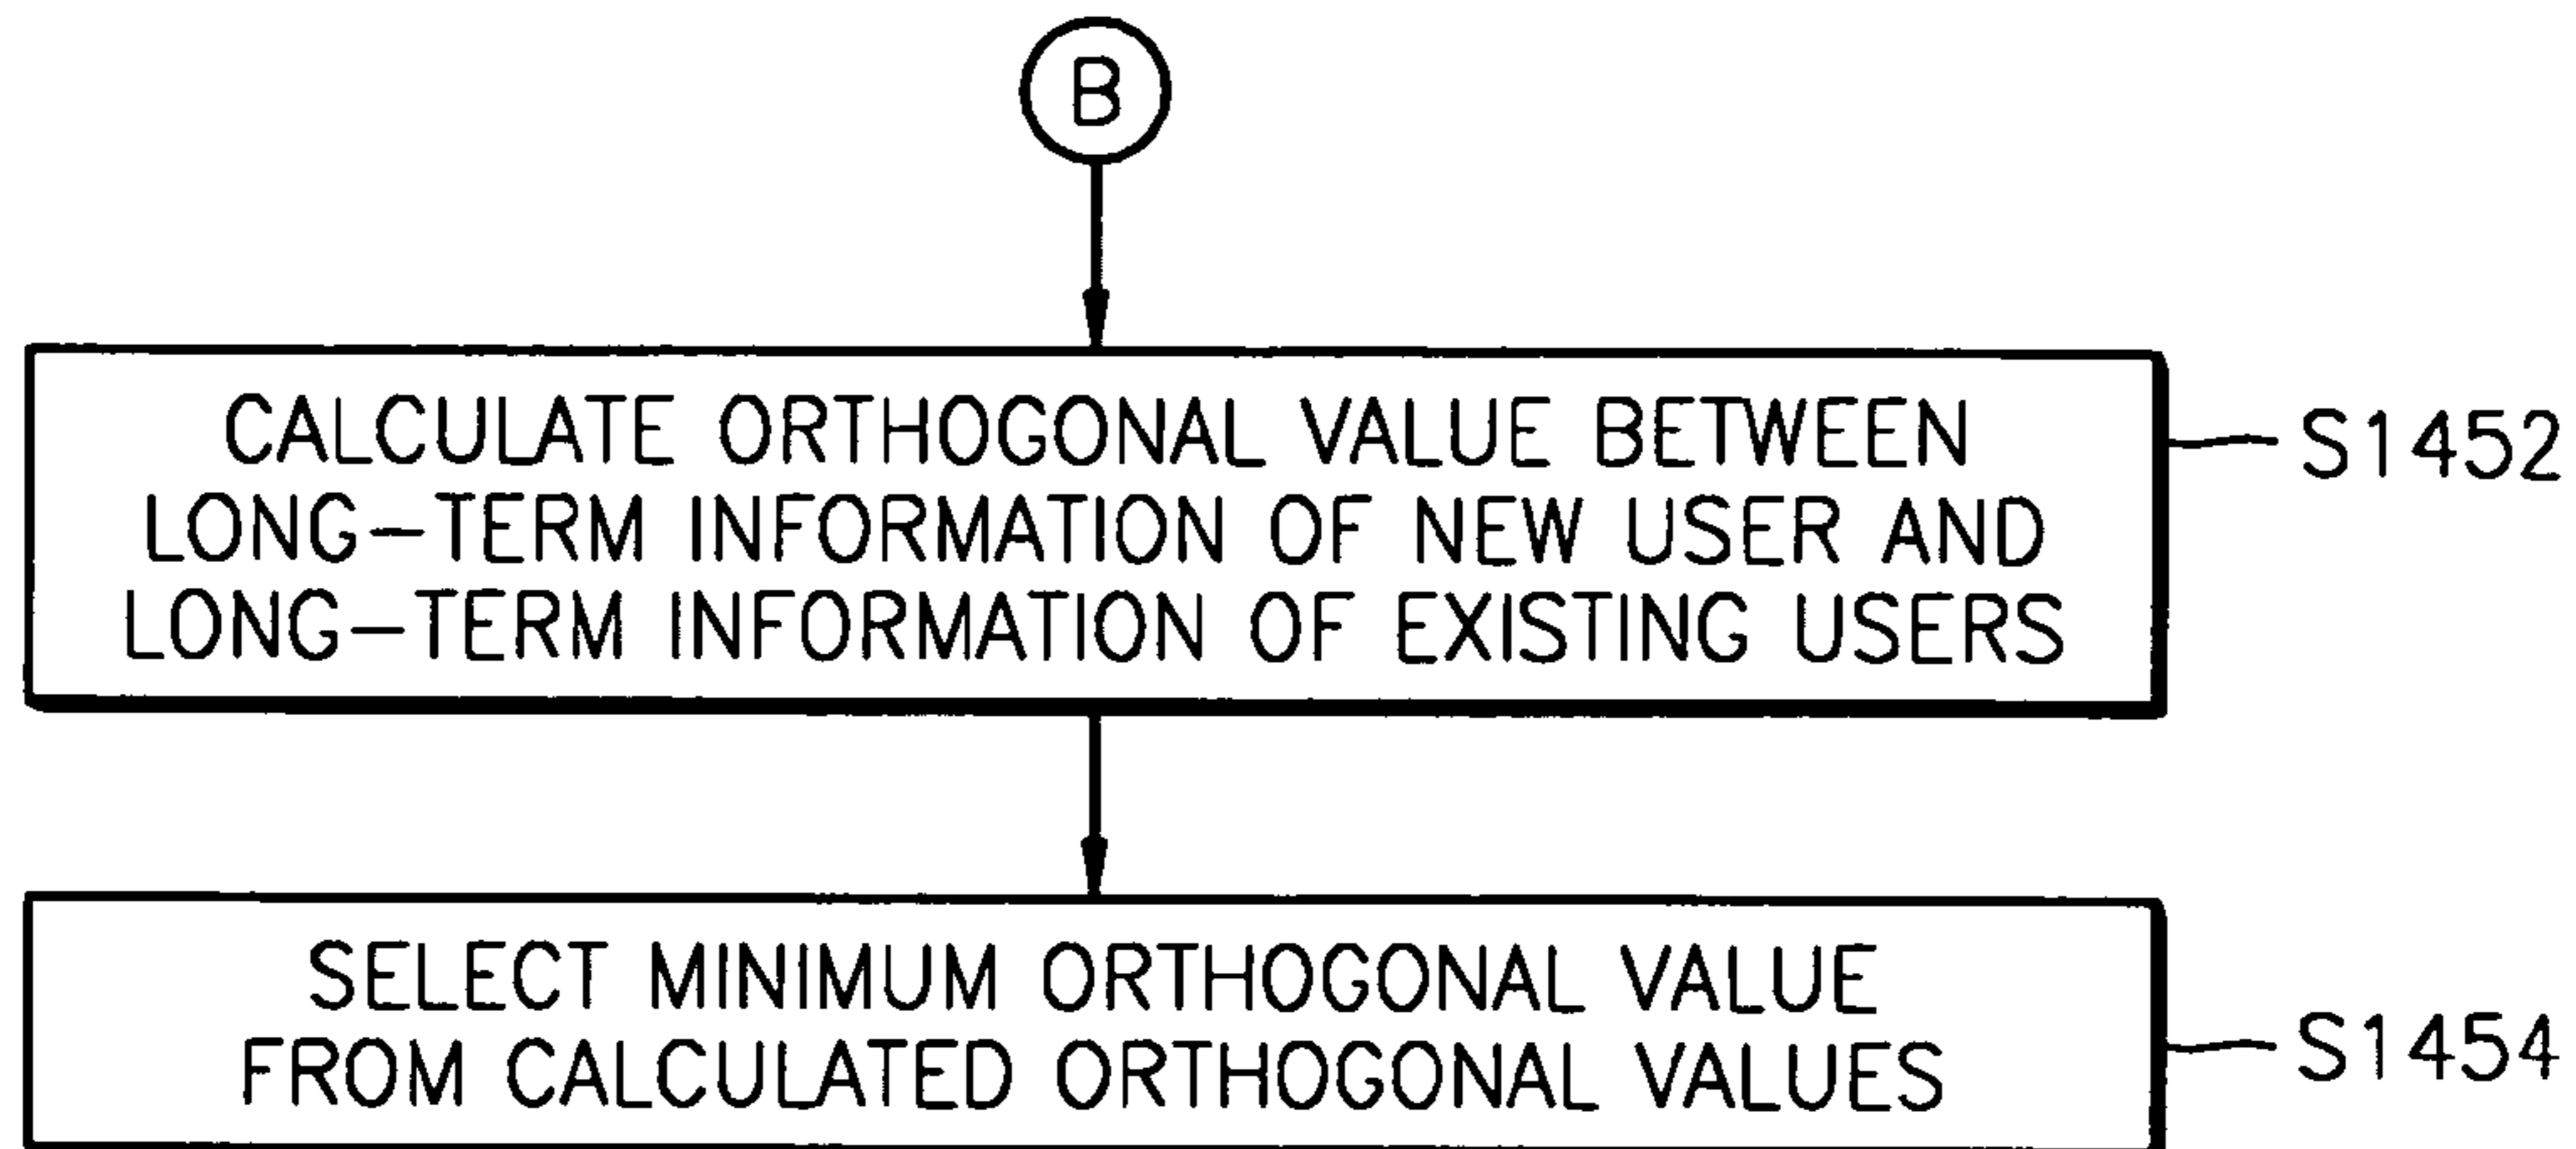 B
CALCULATE ORTHOGONAL VALUE BETWEEN
LONG-TERM INFORMATION OF NEW USER AND
LONG-TERM INFORMATION OF EXISTING USERS
S1452
SELECT MINIMUM ORTHOGONAL VALUE
FROM CALCULATED ORTHOGONAL VALUES
S1454